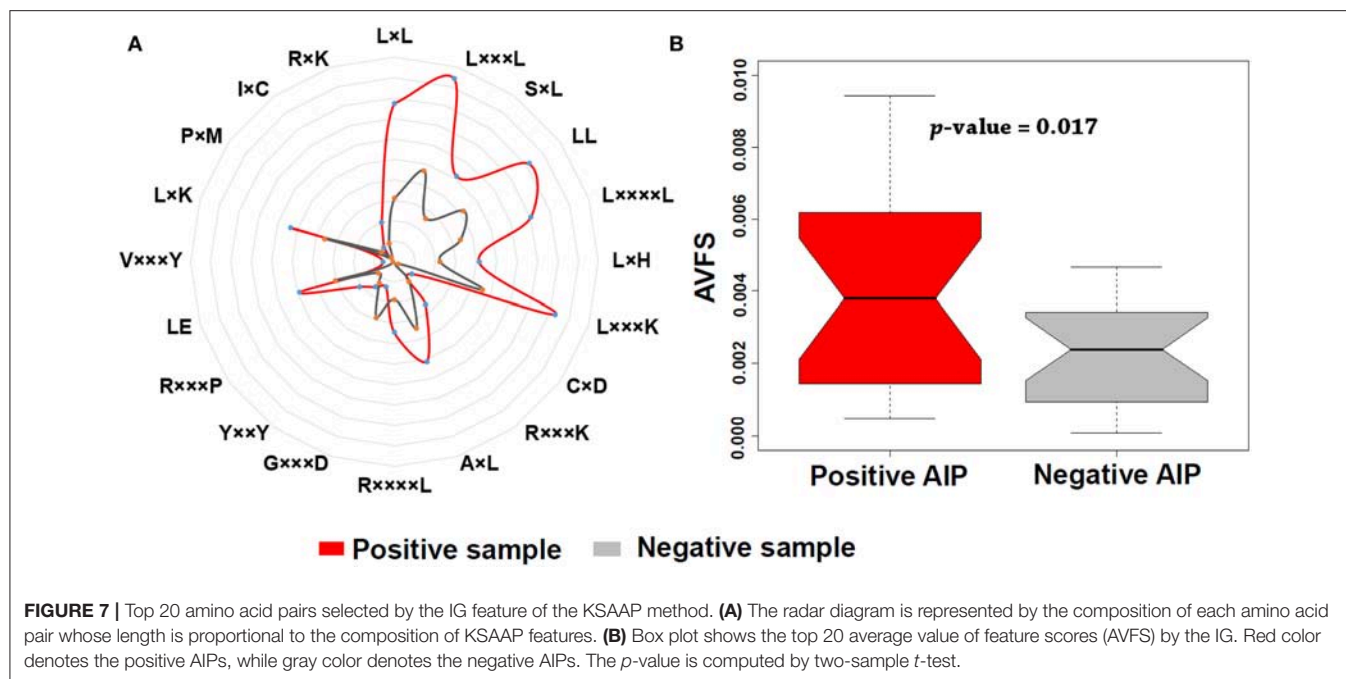 A
L×L
L×××L
S×L
LL
L××××L
L×H
L×××K
C×D
R×××K
A×L
R××××L
G×××D
Y××Y
R×××P
LE
V×××Y
L×K
P×M
I×C
R×K
B
AVFS
0.010
0.008
0.006
0.004
0.002
0.000
p-value = 0.017
Positive AIP
Negative AIP
Positive sample
Negative sample
FIGURE 7 | Top 20 amino acid pairs selected by the IG feature of the KSAAP method. (A) The radar diagram is represented by the composition of each amino acid
pair whose length is proportional to the composition of KSAAP features. (B) Box plot shows the top 20 average value of feature scores (AVFS) by the IG. Red color
denotes the positive AIPs, while gray color denotes the negative AIPs. The p-value is computed by two-sample t-test.